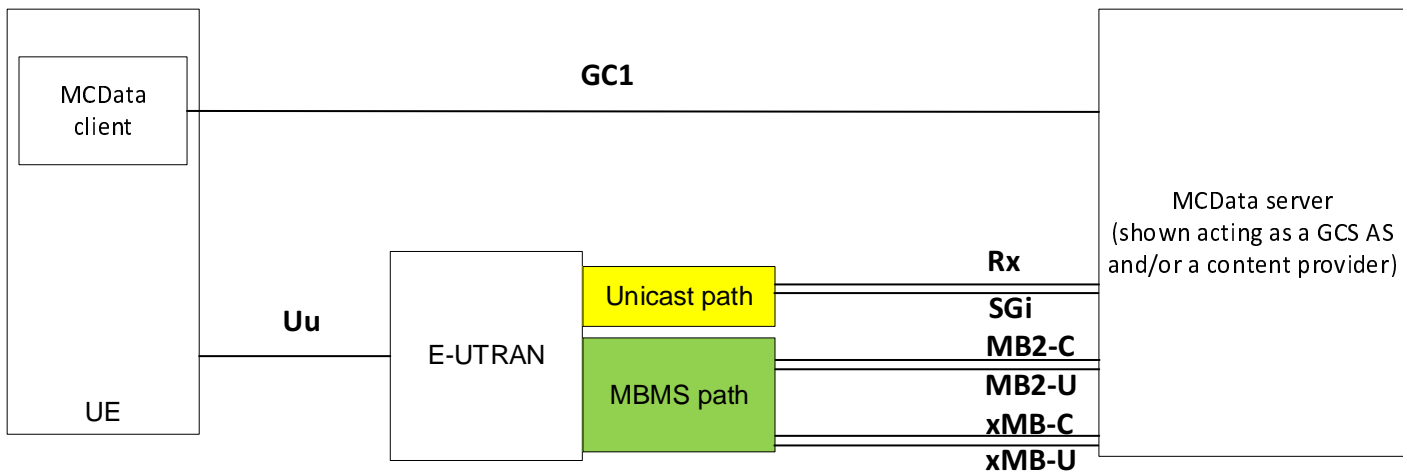 GC1
MCData
client
MCData server
(shown acting as a GCS AS
and/or a content provider)
Rx
Unicast path
SGi
Uu
MB2-C
E-UTRAN
MB2-U
MBMS path
UE
xMB-C
xMB-U